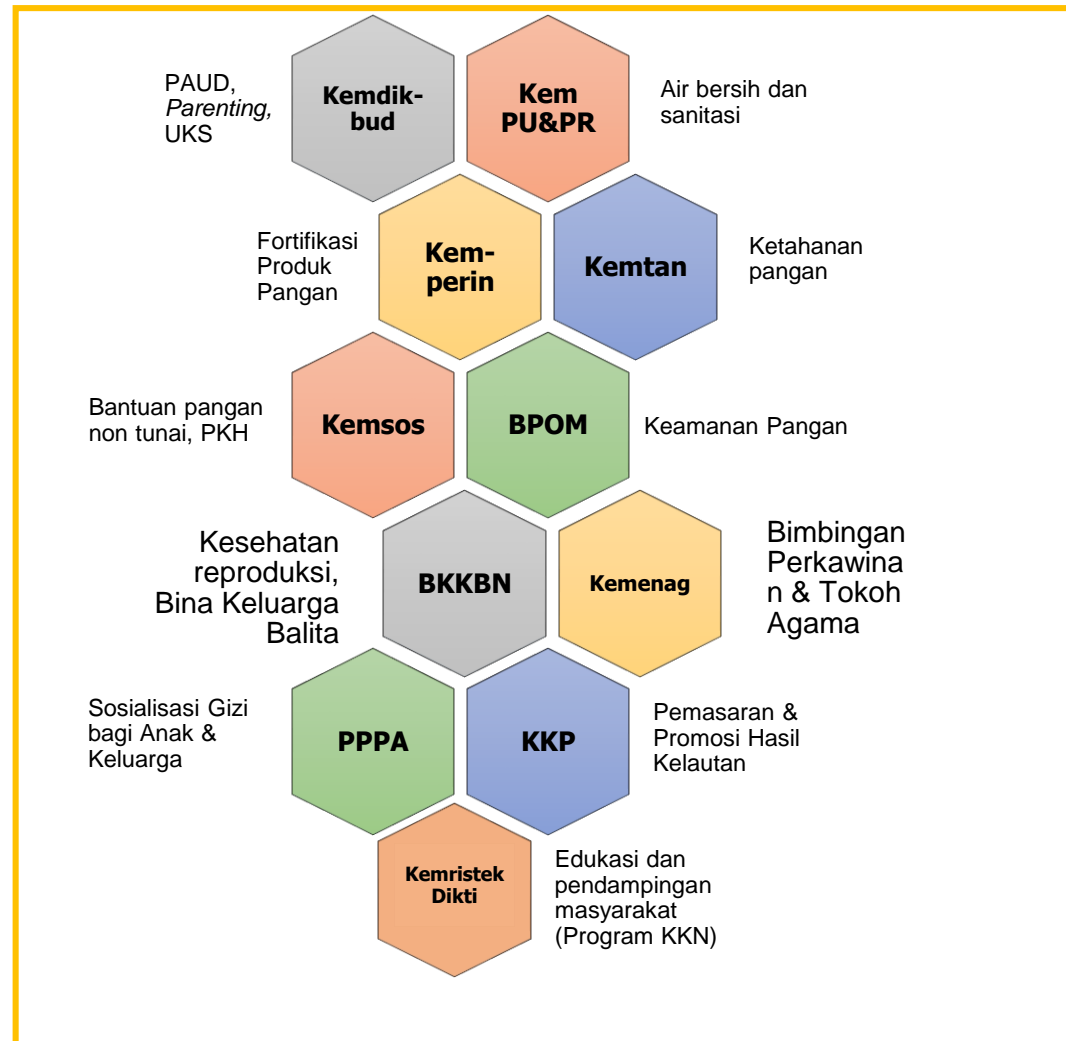 PAUD,
Parenting,
UKS
Kemdik-
bud
Kem
PU&PR
Air bersih dan
sanitasi
Fortifikasi
Produk
Pangan
Kem-
perin
Kemtan
Ketahanan
pangan
Bantuan pangan
non tunai, PKH
Kemsos
BPOM
Keamanan Pangan
Kesehatan
reproduksi,
Bina Keluarga
Balita
BKKBN
Kemenag
Bimbingan
Perkawina
n & Tokoh
Agama
Sosialisasi Gizi
bagi Anak &
Keluarga
PPPA
KKP
Pemasaran &
Promosi Hasil
Kelautan
Kemristek
Dikti
Edukasi dan
pendampingan
masyarakat
(Program KKN)